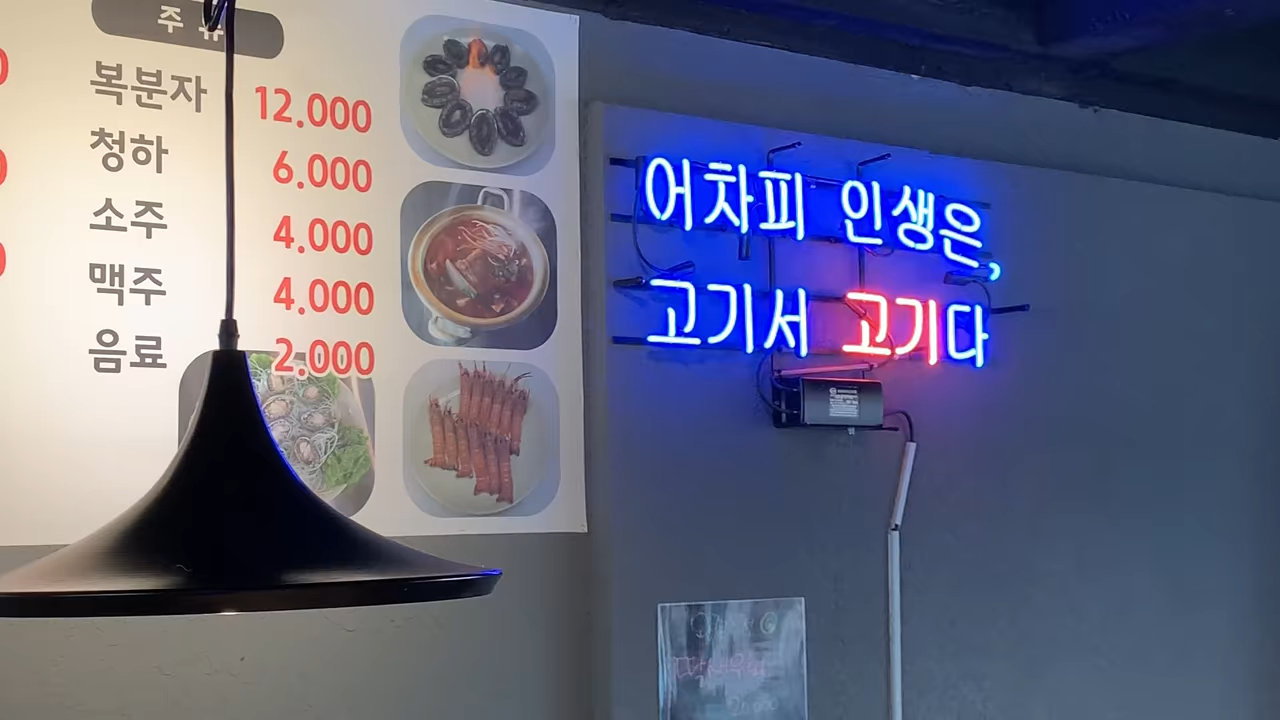 주류
복분자 12.000
청하 6.000
소주 4.000
맥주 4.000
음료 2.000
어차피 인생은,
고기서 고기다